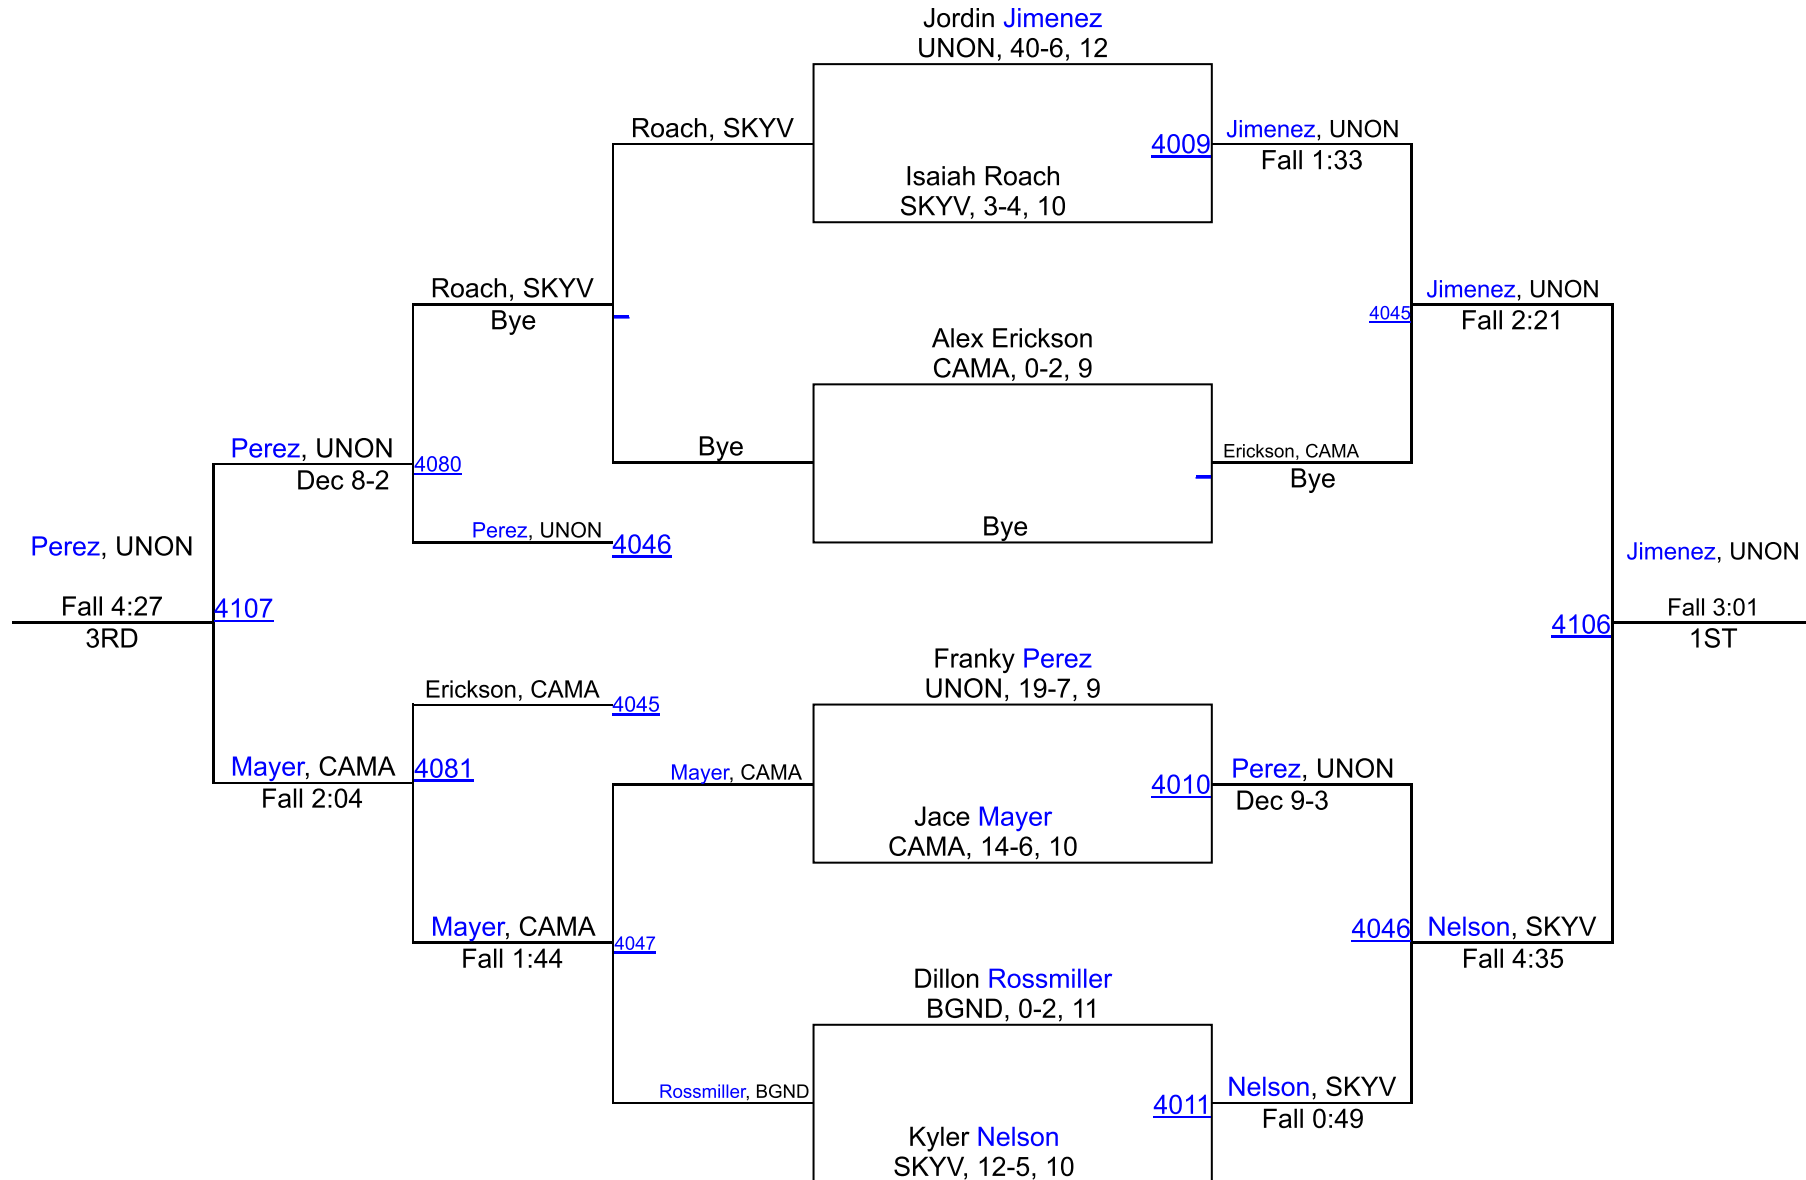 Jordin Jimenez
UNON, 40-6, 12
Roach, SKYV
4009
Jimenez, UNON
Fall 1:33
Isaiah Roach
SKYV, 3-4, 10
Roach, SKYV
Bye
Jimenez, UNON
4045
Fall 2:21
Alex Erickson
CAMA, 0-2, 9
Perez, UNON
4080
Dec 8-2
Bye
Erickson, CAMA
Bye
Perez, UNON
4046
Bye
Perez, UNON
Jimenez, UNON
Fall 4:27
4107
3RD
4106
Fall 3:01
1ST
Franky Perez
UNON, 19-7, 9
Erickson, CAMA
4045
Mayer, CAMA
4081
Fall 2:04
Mayer, CAMA
4010
Perez, UNON
Dec 9-3
Jace Mayer
CAMA, 14-6, 10
Mayer, CAMA
4047
Fall 1:44
4046
Nelson, SKYV
Fall 4:35
Dillon Rossmiller
BGND, 0-2, 11
Rossmiller, BGND
4011
Nelson, SKYV
Fall 0:49
Kyler Nelson
SKYV, 12-5, 10